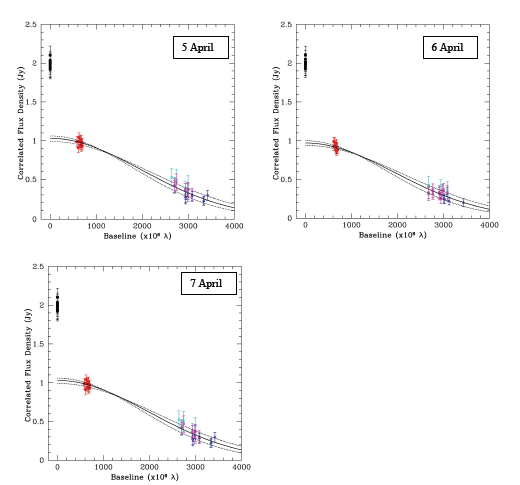 2.5
2
1.5
1
0.5
0
Correlated Flux Density (Jy)
5 April
0 1000 2000 3000 4000
Baseline (x10⁶ λ)
2.5
2
1.5
1
0.5
0
Correlated Flux Density (Jy)
6 April
0 1000 2000 3000 4000
Baseline (x10⁶ λ)
2.5
2
1.5
1
0.5
0
Correlated Flux Density (Jy)
7 April
0 1000 2000 3000 4000
Baseline (x10⁶ λ)